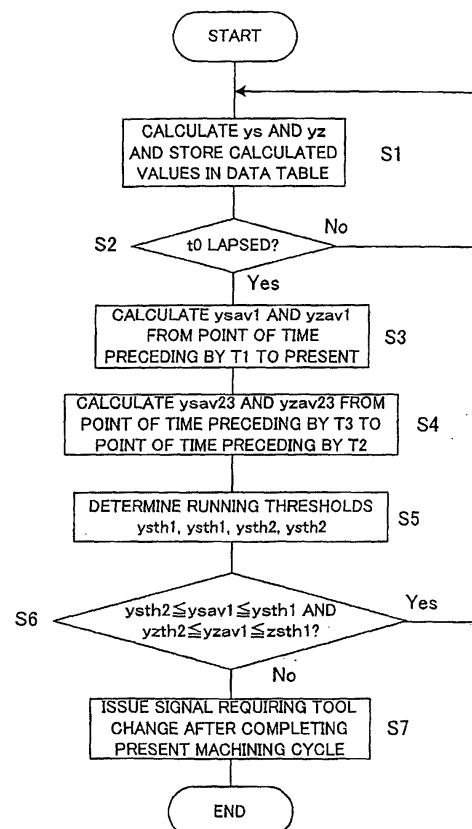 START
CALCULATE ys AND yz
AND STORE CALCULATED
VALUES IN DATA TABLE
S1
No
S2
t0 LAPSED?
Yes
CALCULATE ysav1 AND yzav1
FROM POINT OF TIME
PRECEDING BY T1 TO PRESENT
S3
CALCULATE ysav23 AND yzav23 FROM
POINT OF TIME PRECEDING BY T3 TO
POINT OF TIME PRECEDING BY T2
S4
DETERMINE RUNNING THRESHOLDS
ysth1, ysth1, ysth2, ysth2
S5
S6
ysth2≦ysav1≦ysth1 AND
yzth2≦yzav1≦zsth1?
Yes
No
ISSUE SIGNAL REQUIRING TOOL
CHANGE AFTER COMPLETING
PRESENT MACHINING CYCLE
S7
END